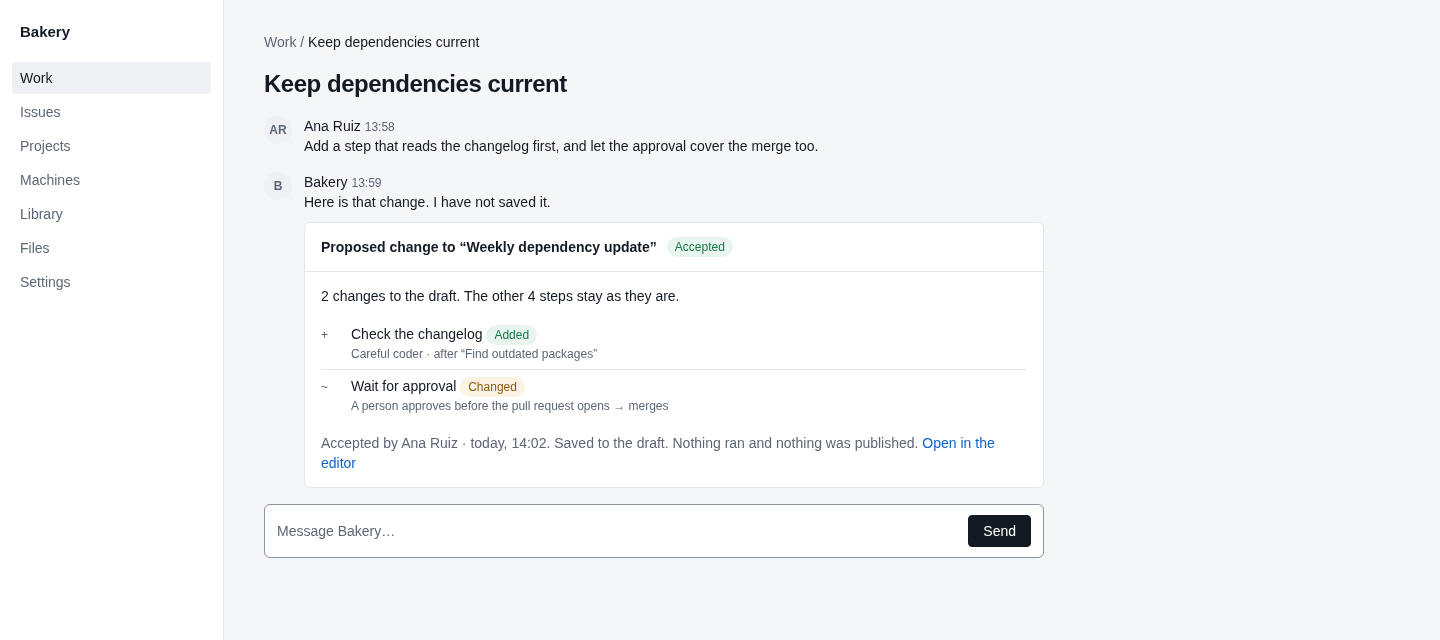 Bakery
Work
Issues
Projects
Machines
Library
Files
Settings
Work / Keep dependencies current
Keep dependencies current
AR
Ana Ruiz 13:58
Add a step that reads the changelog first, and let the approval cover the merge too.
B
Bakery 13:59
Here is that change. I have not saved it.
Proposed change to “Weekly dependency update” Accepted
2 changes to the draft. The other 4 steps stay as they are.
+ Check the changelog Added
Careful coder · after “Find outdated packages”
~ Wait for approval Changed
A person approves before the pull request opens → merges
Accepted by Ana Ruiz · today, 14:02. Saved to the draft. Nothing ran and nothing was published. Open in the
editor
Message Bakery…
Send